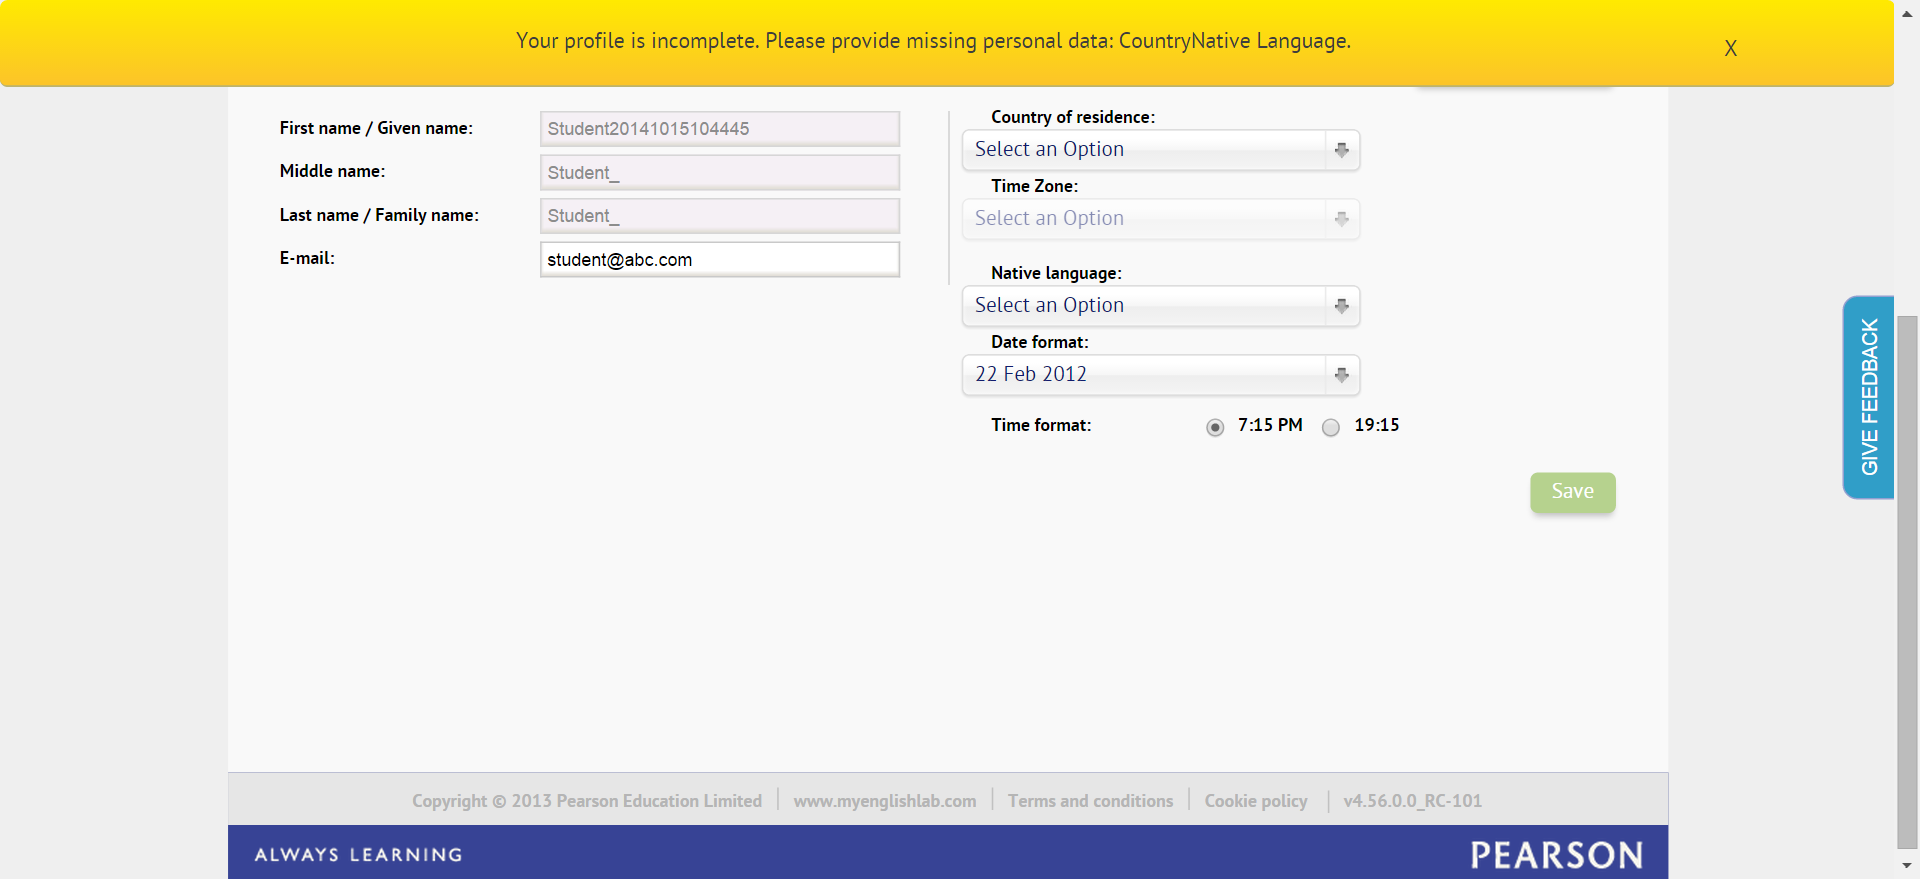 Your profile is incomplete. Please provide missing personal data: CountryNative Language.
X
First name / Given name:
Student20141015104445
Middle name:
Student_
Last name / Family name:
Student_
E-mail:
student@abc.com
Country of residence:
Select an Option
Time Zone:
Select an Option
Native language:
Select an Option
Date format:
22 Feb 2012
Time format: 7:15 PM 19:15
Save
GIVE FEEDBACK
Copyright © 2013 Pearson Education Limited www.myenglishlab.com Terms and conditions Cookie policy v4.56.0.0_RC-101
ALWAYS LEARNING PEARSON